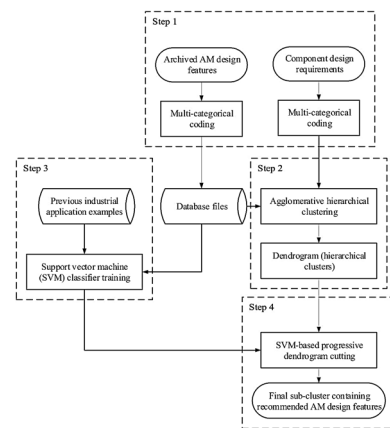 Step 1
Archived AM design
features
Component design
requirements
Multi-categorical
coding
Multi-categorical
coding
Step 3
Previous industrial
application examples
Database files
Support vector machine
(SVM) classifier training
Step 2
Agglomerative hierarchical
clustering
Dendrogram (hierarchical
clusters)
Step 4
SVM-based progressive
dendrogram cutting
Final sub-cluster containing
recommended AM design features